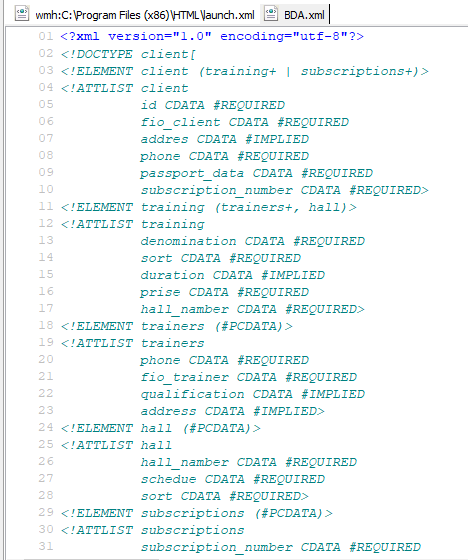 wmh:C:\Program Files (x86)\HTML\launch.xml BDA.xml
01 <?xml version="1.0" encoding="utf-8"?>
02 <!DOCTYPE client[
03 <!ELEMENT client (training+ | subscriptions+)>
04 <!ATTLIST client
05 id CDATA #REQUIRED
06 fio_client CDATA #REQUIRED
07 addres CDATA #IMPLIED
08 phone CDATA #REQUIRED
09 passport_data CDATA #REQUIRED
10 subscription_number CDATA #REQUIRED>
11 <!ELEMENT training (trainers+, hall)>
12 <!ATTLIST training
13 denomination CDATA #REQUIRED
14 sort CDATA #REQUIRED
15 duration CDATA #IMPLIED
16 prise CDATA #REQUIRED
17 hall_namber CDATA #REQUIRED>
18 <!ELEMENT trainers (#PCDATA)>
19 <!ATTLIST trainers
20 phone CDATA #REQUIRED
21 fio_trainer CDATA #REQUIRED
22 qualification CDATA #IMPLIED
23 address CDATA #IMPLIED>
24 <!ELEMENT hall (#PCDATA)>
25 <!ATTLIST hall
26 hall_namber CDATA #REQUIRED
27 schedue CDATA #REQUIRED
28 sort CDATA #REQUIRED>
29 <!ELEMENT subscriptions (#PCDATA)>
30 <!ATTLIST subscriptions
31 subscription_number CDATA #REQUIRED